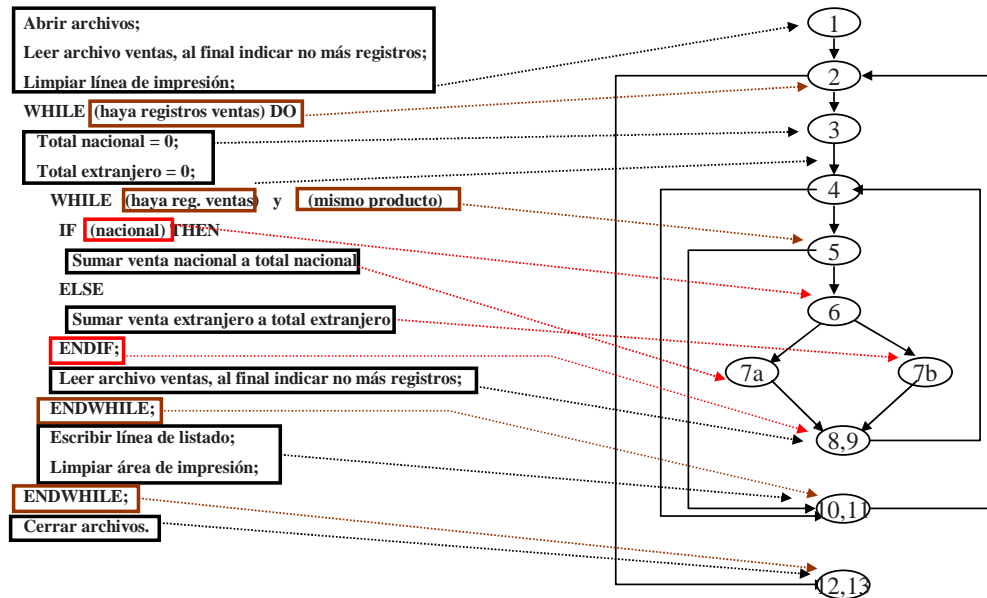 Abrir archivos;
Leer archivo ventas, al final indicar no más registros;
Limpiar línea de impresión;
WHILE (haya registros ventas) DO
Total nacional = 0;
Total extranjero = 0;
WHILE (haya reg. ventas) y (mismo producto)
IF (nacional) THEN
Sumar venta nacional a total nacional
ELSE
Sumar venta extranjero a total extranjero
ENDIF;
Leer archivo ventas, al final indicar no más registros;
ENDWHILE;
Escribir línea de listado;
Limpiar área de impresión;
ENDWHILE;
Cerrar archivos.
1
2
3
4
5
6
7a 7b
8,9
10,11
12,13